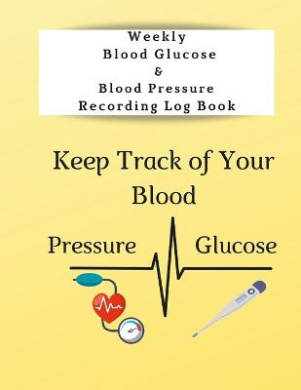 Weekly
Blood Glucose
&
Blood Pressure
Recording Log Book
Keep Track of Your
Blood
Pressure Glucose